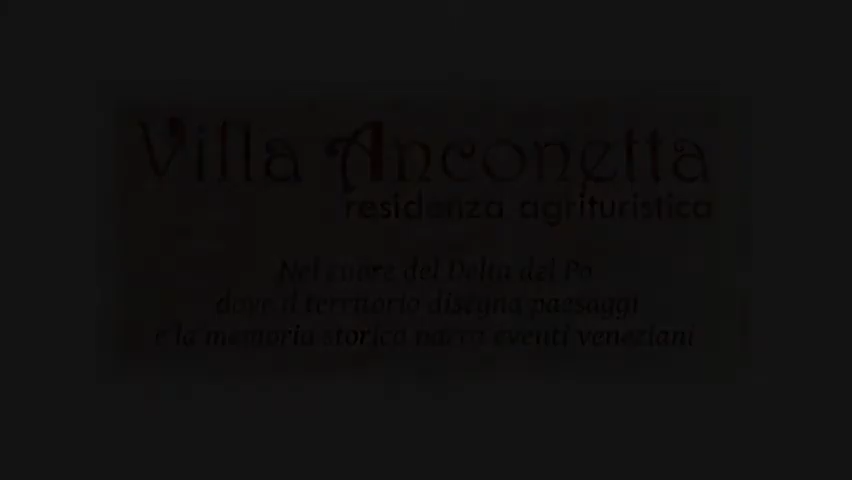 Villa Anconetta
residenza agrituristica
Nel cuore del Delta del Po
dove il territorio disegna paesaggi
e la memoria storica narra eventi veneziani